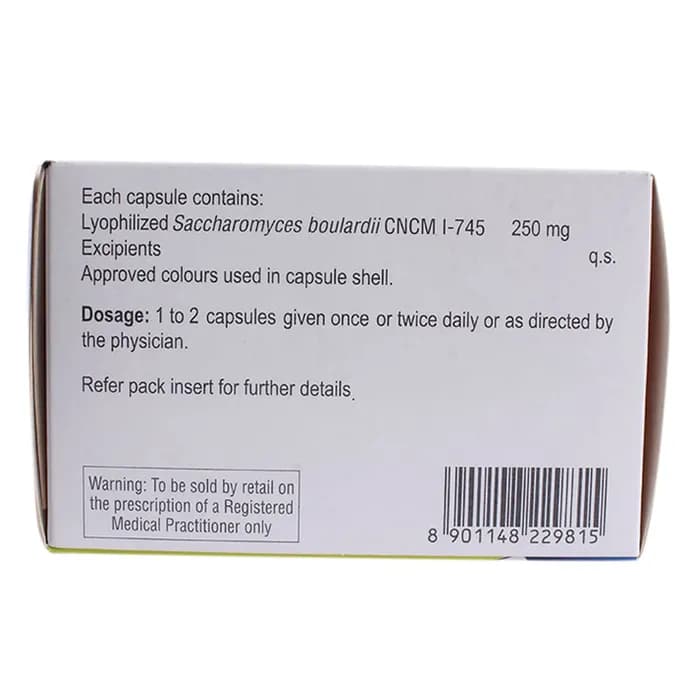 Each capsule contains:
Lyophilized Saccharomyces boulardii CNCM I-745 250 mg
Excipients q.s.
Approved colours used in capsule shell.
Dosage: 1 to 2 capsules given once or twice daily or as directed by
the physician.
Refer pack insert for further details.
Warning: To be sold by retail on
the prescription of a Registered
Medical Practitioner only
8 901148 229815